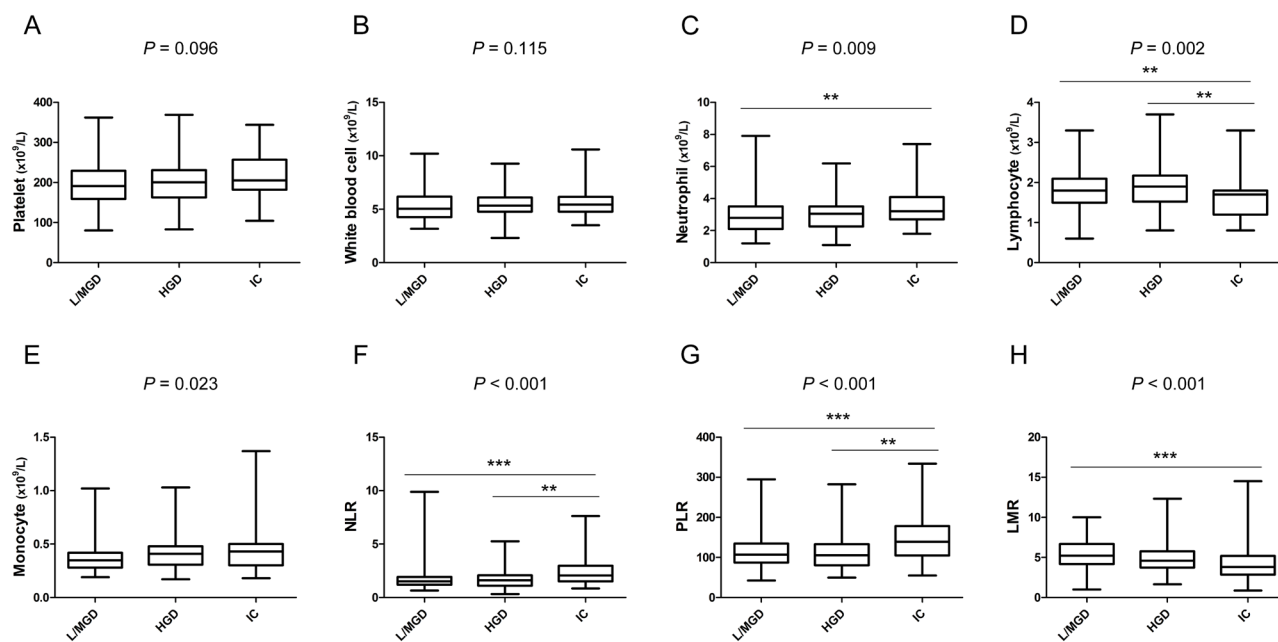 A
P = 0.096
Platelet (x10⁹/L)
400
300
200
100
0
L/MGD
HGD
IC
B
P = 0.115
White blood cell (x10⁹/L)
15
10
5
0
L/MGD
HGD
IC
C
P = 0.009
**
Neutrophil (x10⁹/L)
10
8
6
4
2
0
L/MGD
HGD
IC
D
P = 0.002
**
**
Lymphocyte (x10⁹/L)
4
3
2
1
0
L/MGD
HGD
IC
E
P = 0.023
Monocyte (x10⁹/L)
1.5
1.0
0.5
0.0
L/MGD
HGD
IC
F
P < 0.001
***
**
NLR
15
10
5
0
L/MGD
HGD
IC
G
P < 0.001
***
**
PLR
400
300
200
100
0
L/MGD
HGD
IC
H
P < 0.001
***
LMR
20
15
10
5
0
L/MGD
HGD
IC